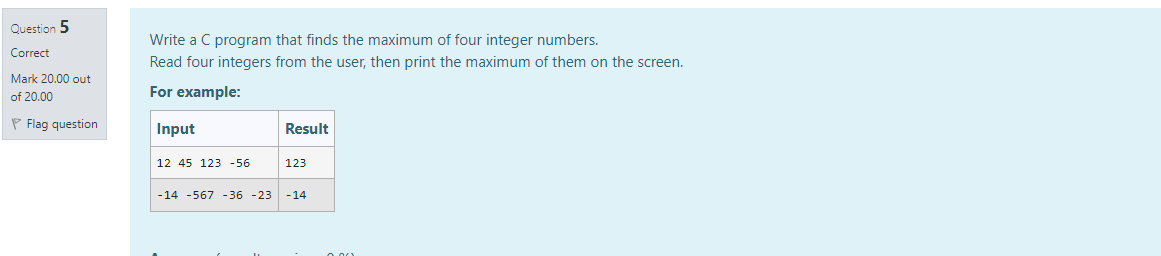 Question 5
Correct
Mark 20.00 out
of 20.00
Flag question
Write a C program that finds the maximum of four integer numbers.
Read four integers from the user, then print the maximum of them on the screen.
For example:
Input Result
12 45 123 -56 123
-14 -567 -36 -23 -14